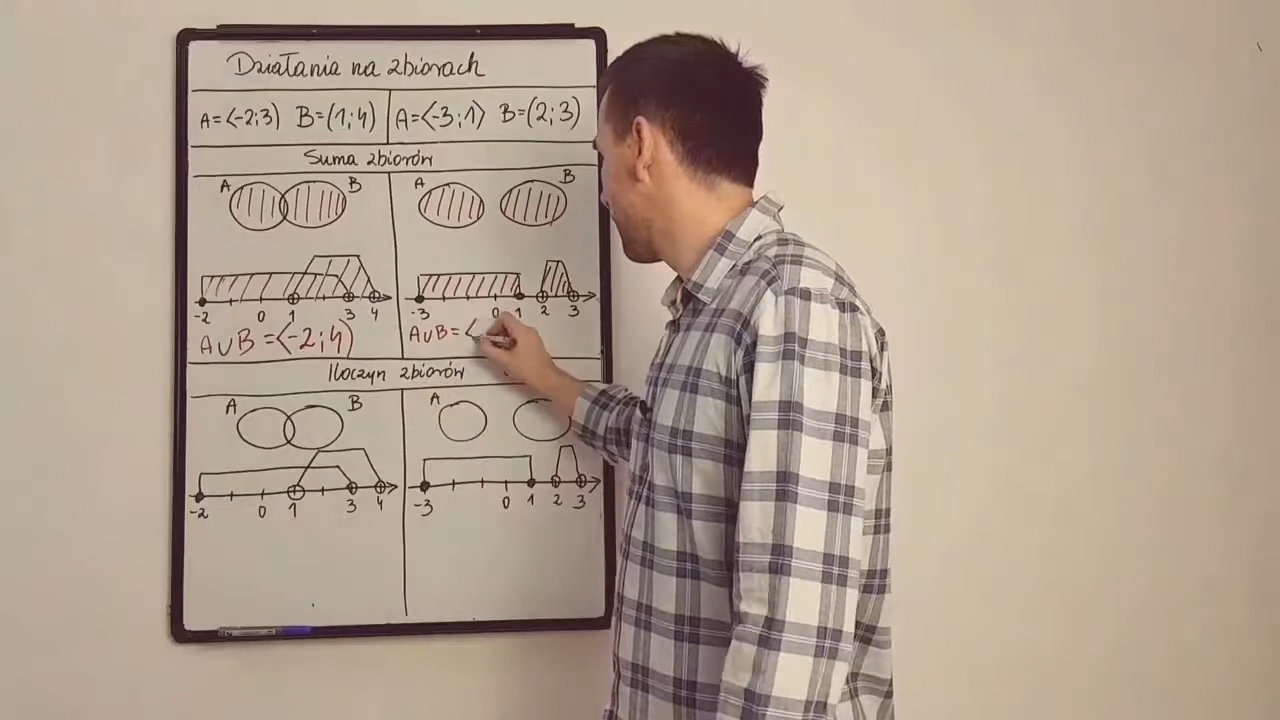 Działania na zbiorach
A=⟨-2;3) B=(1;4)
A=⟨-3;1⟩ B=(2;3)
Suma zbiorów
A B
-2 0 1 3 4
A∪B =⟨-2;4)
A B
-3 0 1 2 3
A∪B=⟨
Iloczyn zbiorów
A B
-2 0 1 3 4
A
-3 0 1 2 3